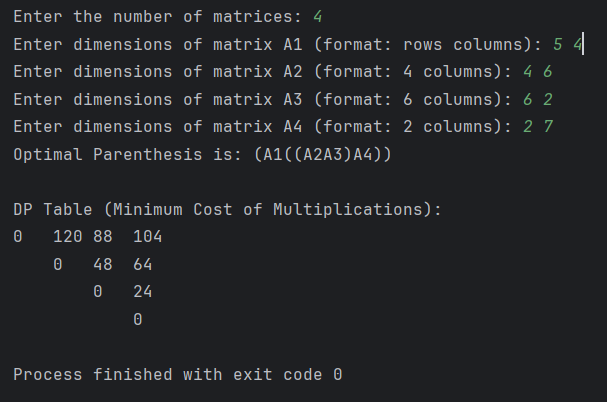 Enter the number of matrices: 4
Enter dimensions of matrix A1 (format: rows columns): 5 4
Enter dimensions of matrix A2 (format: 4 columns): 4 6
Enter dimensions of matrix A3 (format: 6 columns): 6 2
Enter dimensions of matrix A4 (format: 2 columns): 2 7
Optimal Parenthesis is: (A1((A2A3)A4))
DP Table (Minimum Cost of Multiplications):
0 120 88 104
0 48 64
0 24
0
Process finished with exit code 0